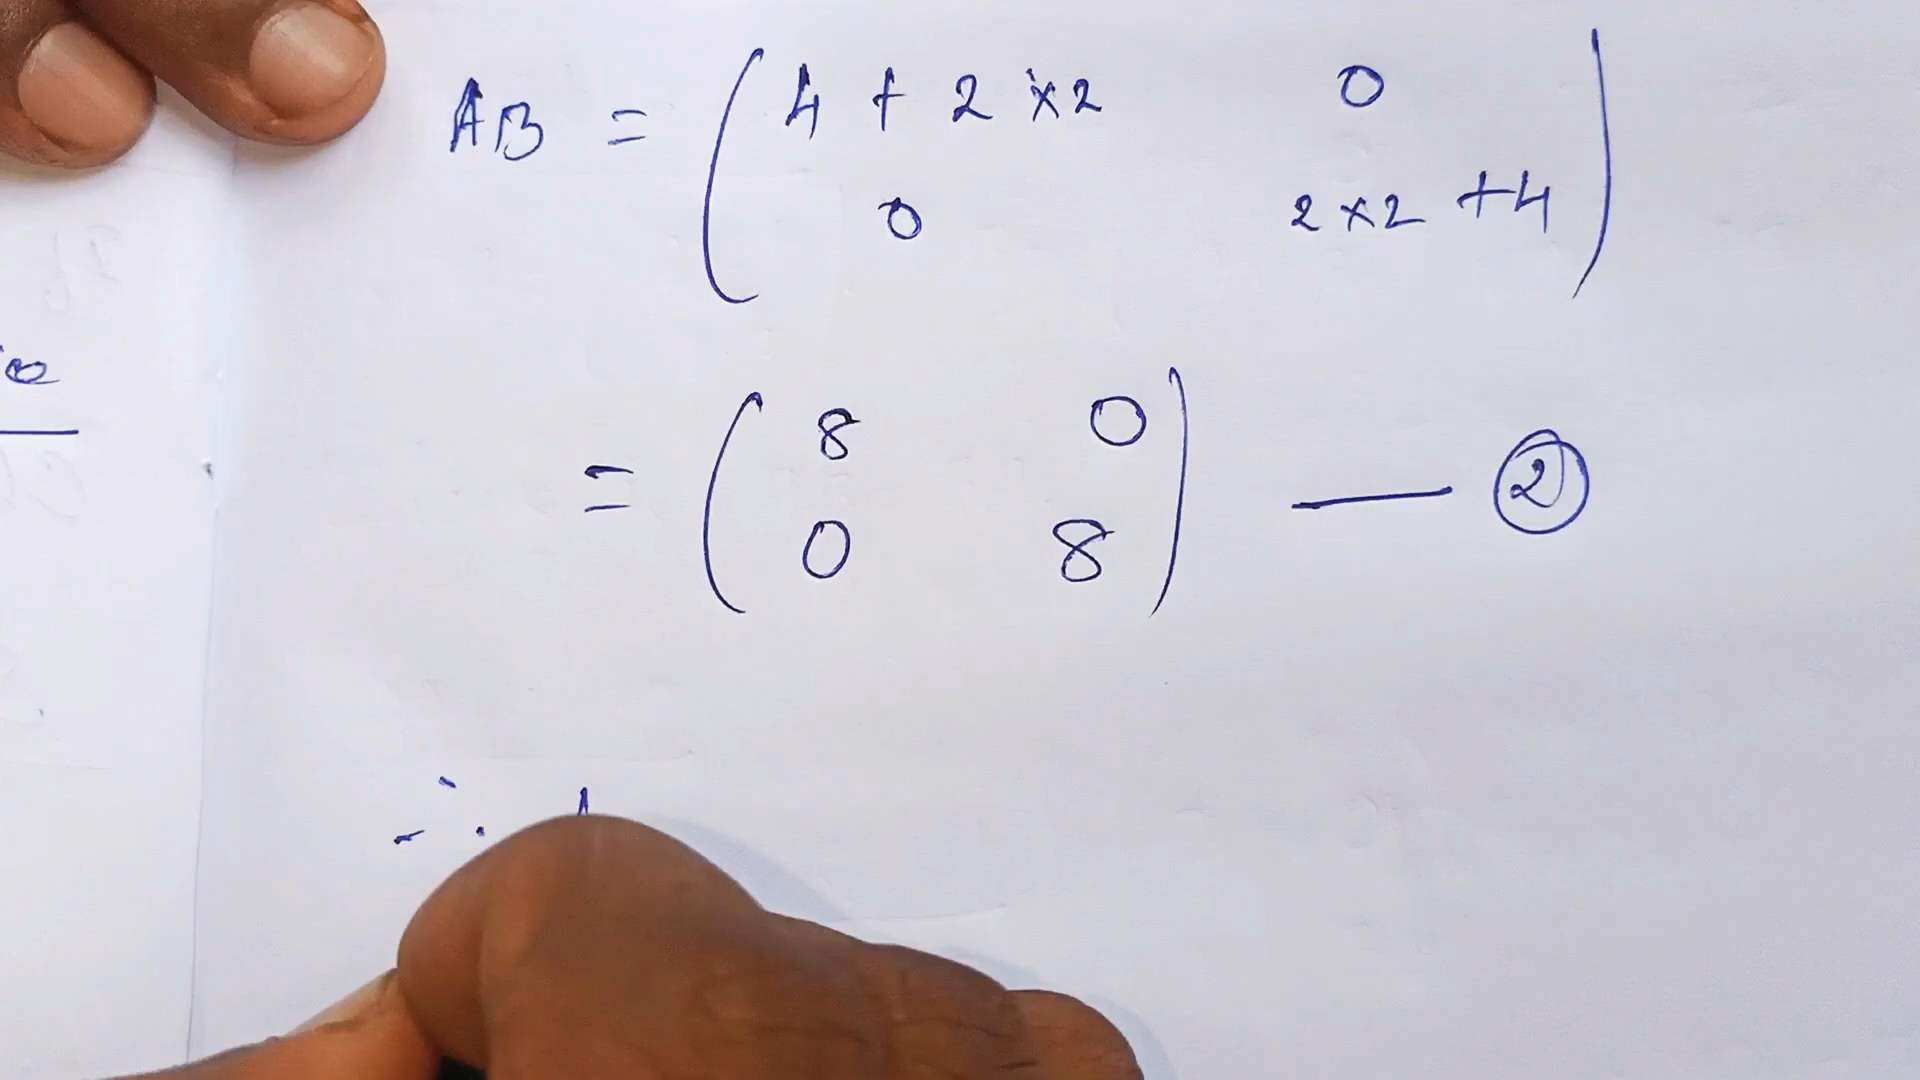 AB = ( 4 + 2 × 2 0
0 2 × 2 + 4 )
= ( 8 0
0 8 ) — ②
∴